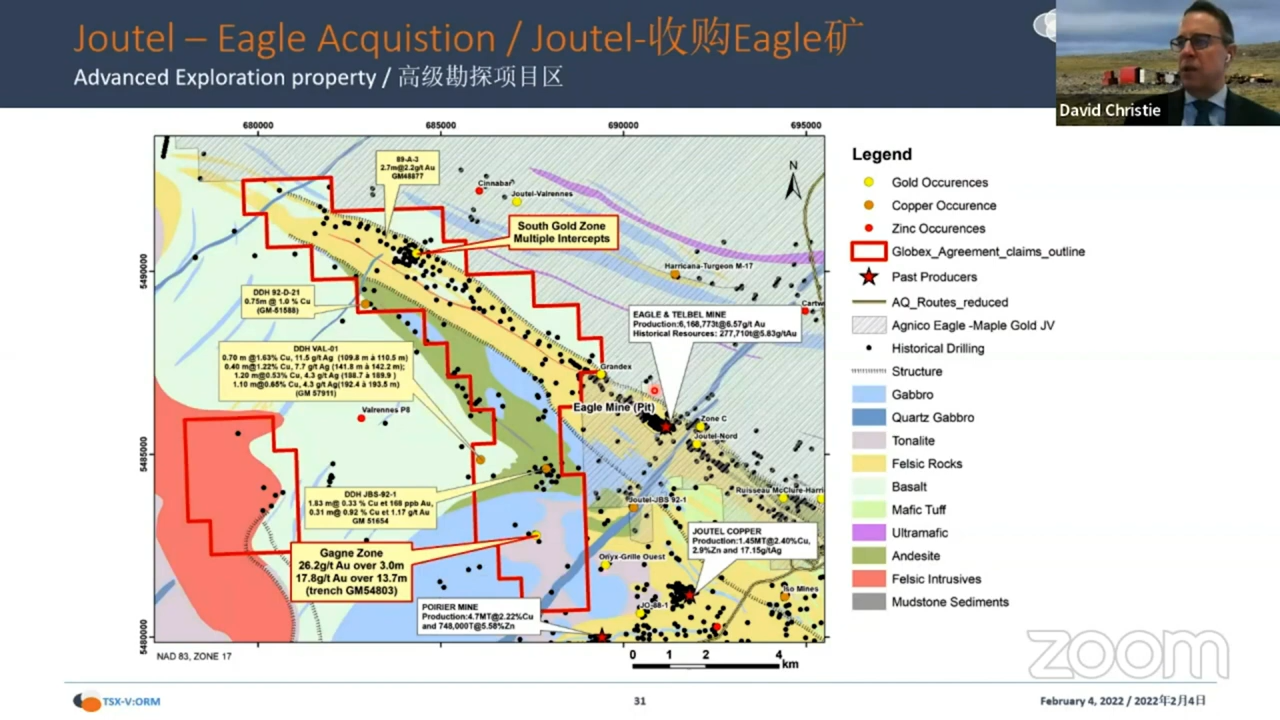 Joutel – Eagle Acquistion / Joutel-收购Eagle矿
Advanced Exploration property / 高级勘探项目区
David Christie
680000
685000
690000
695000
5490000
5485000
5480000
89-A-3
2.7m@2.2g/t Au
GM48877
Cinnabar
Joutel-Valrennes
South Gold Zone
Multiple Intercepts
N
Harricana-Turgeon M-17
DDH 92-D-21
0.75m @ 1.0 % Cu
(GM-51588)
EAGLE & TELBEL MINE
Production:6,168,773t@6.57g/t Au
Historical Resources: 277,710t@5.83g/tAu
Cartw
DDH VAL-01
0.70 m @1.63% Cu, 11.5 g/t Ag (109.8 m à 110.5 m)
0.40 m@1.22% Cu, 7.7 g/t Ag (141.8 m à 142.2 m);
1.20 m@0.53% Cu, 4.3 g/t Ag (188.7 à 189.9 )
1.10 m@0.65% Cu, 4.3 g/t Ag(192.4 à 193.5 m)
(GM 57911)
Grandex
Valrennes P8
Eagle Mine (Pit)
Zone C
Joutel-Nord
DDH JBS-92-1
1.83 m@ 0.33 % Cu et 168 ppb Au,
0.31 m@ 0.92 % Cu et 1.17 g/t Au
GM 51654
Joutel-JBS 92-1
Ruisseau McClure-Harri
JOUTEL COPPER
Production:1.45MT@2.40%Cu,
2.9%Zn and 17.15g/tAg
Gagne Zone
26.2g/t Au over 3.0m
17.8g/t Au over 13.7m
(trench GM54803)
Onyx-Grille Ouest
Iso Mines
JO-88-1
POIRIER MINE
Production:4.7MT@2.22%Cu
and 748,000T@5.58%Zn
NAD 83, ZONE 17
0 1 2 4
km
Legend
Gold Occurences
Copper Occurence
Zinc Occurences
Globex_Agreement_claims_outline
Past Producers
AQ_Routes_reduced
Agnico Eagle -Maple Gold JV
Historical Drilling
Structure
Gabbro
Quartz Gabbro
Tonalite
Felsic Rocks
Basalt
Mafic Tuff
Ultramafic
Andesite
Felsic Intrusives
Mudstone Sediments
zoom
TSX-V:ORM
31
February 4, 2022 / 2022年2月4日